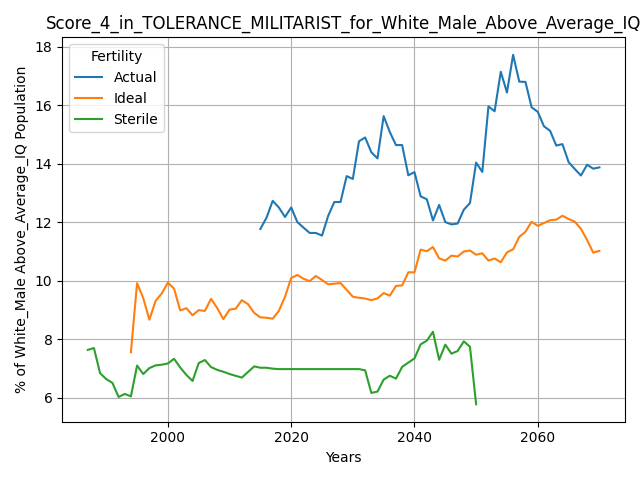 Score_4_in_TOLERANCE_MILITARIST_for_White_Male_Above_Average_IQ
% of White_Male Above_Average_IQ Population
18
16
14
12
10
8
6
Fertility
Actual
Ideal
Sterile
2000 2020 2040 2060
Years